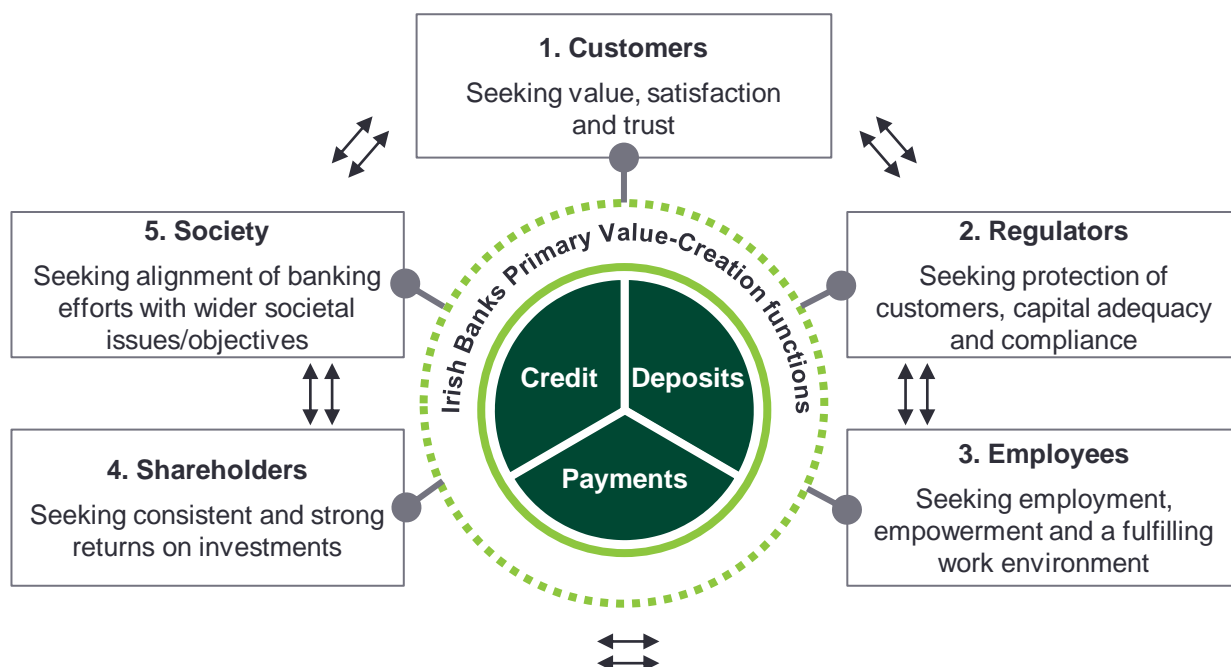 1. Customers
Seeking value, satisfaction
and trust
5. Society
Seeking alignment of banking
efforts with wider societal
issues/objectives
2. Regulators
Seeking protection of
customers, capital adequacy
and compliance
Irish Banks Primary Value-Creation functions
Credit
Deposits
Payments
4. Shareholders
Seeking consistent and strong
returns on investments
3. Employees
Seeking employment,
empowerment and a fulfilling
work environment